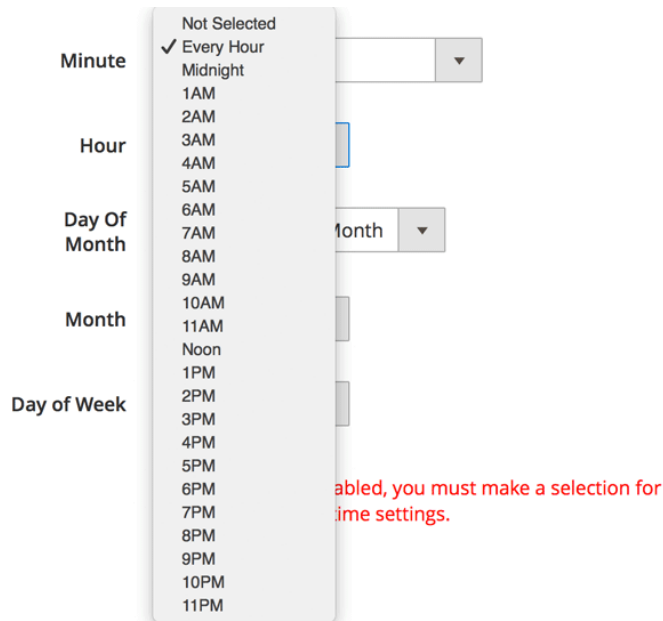 Not Selected
✓ Every Hour
Midnight
1AM
2AM
3AM
4AM
5AM
6AM
7AM
8AM
9AM
10AM
11AM
Noon
1PM
2PM
3PM
4PM
5PM
6PM
7PM
8PM
9PM
10PM
11PM
Minute
Hour
Day Of
Month
Month
Month
Day of Week
you must make a selection for
time settings.